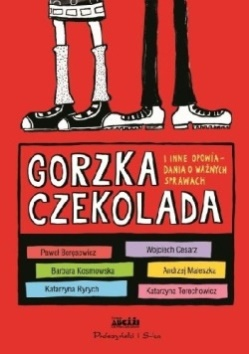 GORZKA
I INNE OPOWIA-
DANIA O WAŻNYCH
SPRAWACH
CZEKOLADA
Paweł Beręsewicz
Wojciech Cesarz
Barbara Kosmowska
Andrzej Maleszka
Katarzyna Ryrych
Katarzyna Terechowicz
Prószyński i S-ka